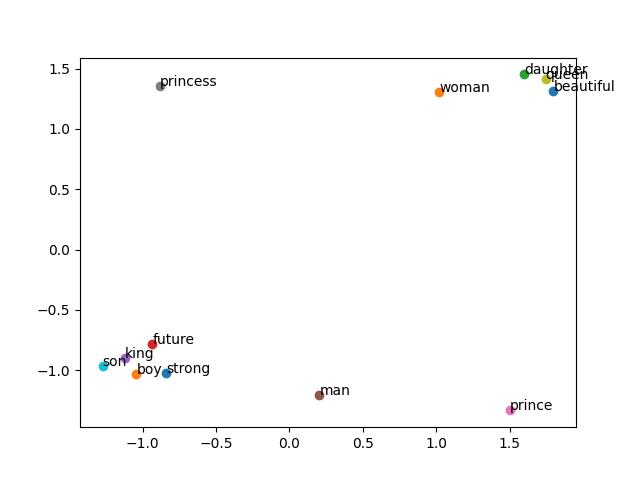 1.5
1.0
0.5
0.0
−0.5
−1.0
princess
woman
daughter
queen
beautiful
future
king
son
boy
strong
man
prince
−1.0
−0.5
0.0
0.5
1.0
1.5